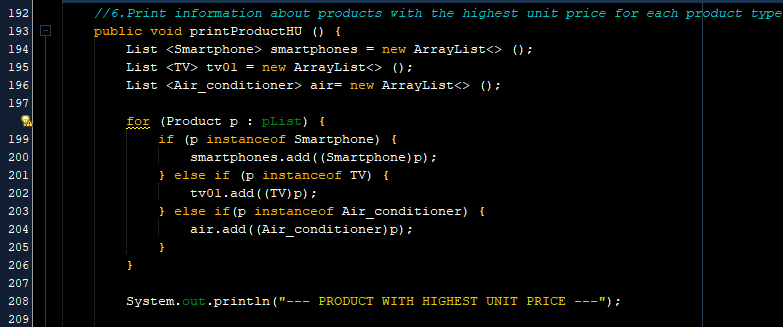 192 //6.Print information about products with the highest unit price for each product type
193 public void printProductHU () {
194 List <Smartphone> smartphones = new ArrayList<> ();
195 List <TV> tv01 = new ArrayList<> ();
196 List <Air_conditioner> air= new ArrayList<> ();
197
for (Product p : pList) {
199 if (p instanceof Smartphone) {
200 smartphones.add((Smartphone)p);
201 } else if (p instanceof TV) {
202 tv01.add((TV)p);
203 } else if(p instanceof Air_conditioner) {
204 air.add((Air_conditioner)p);
205 }
206 }
207
208 System.out.println("--- PRODUCT WITH HIGHEST UNIT PRICE ---");
209